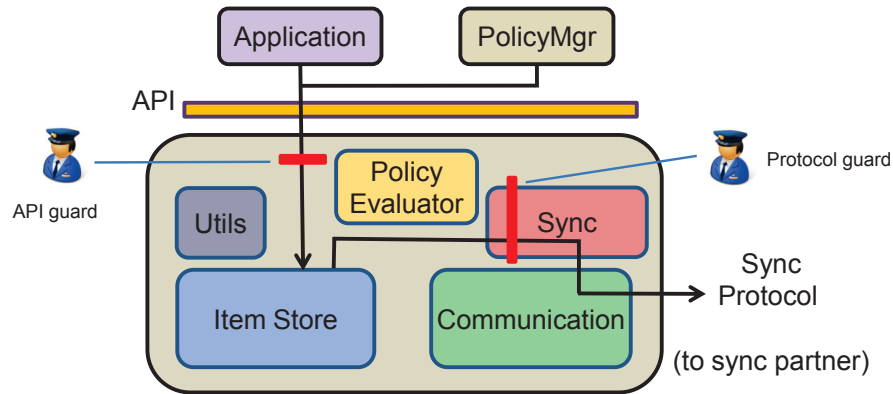 Application
PolicyMgr
API
API guard
Policy
Evaluator
Protocol guard
Utils
Sync
Item Store
Communication
Sync
Protocol
(to sync partner)